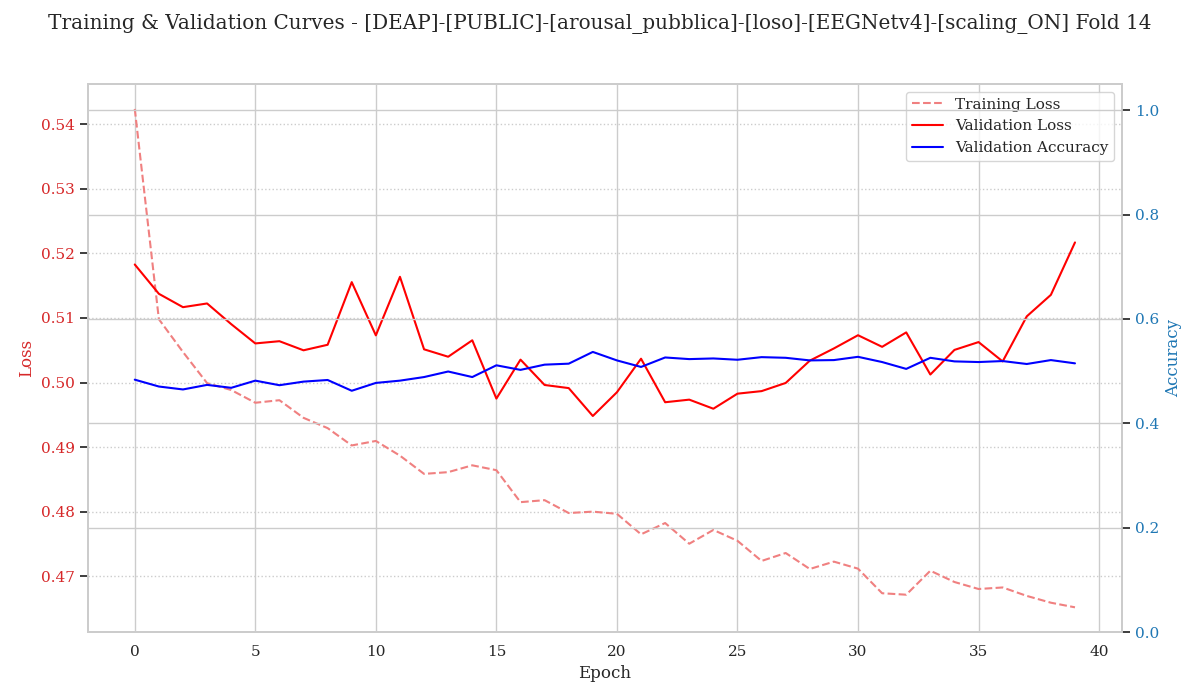 Training & Validation Curves - [DEAP]-[PUBLIC]-[arousal_pubblica]-[loso]-[EEGNetv4]-[scaling_ON] Fold 14
Training Loss
Validation Loss
Validation Accuracy
Loss
0.54
0.53
0.52
0.51
0.50
0.49
0.48
0.47
Accuracy
1.0
0.8
0.6
0.4
0.2
0.0
0 5 10 15 20 25 30 35 40
Epoch